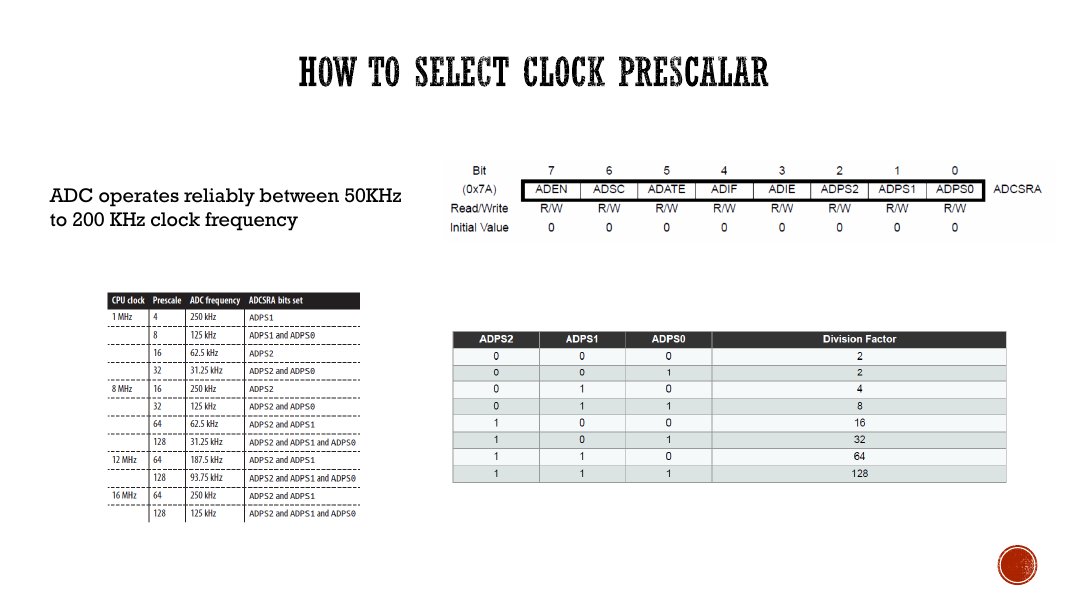 HOW TO SELECT CLOCK PRESCALAR
ADC operates reliably between 50KHz
to 200 KHz clock frequency
Bit 7 6 5 4 3 2 1 0
(0x7A) ADEN ADSC ADATE ADIF ADIE ADPS2 ADPS1 ADPS0 ADCSRA
Read/Write R/W R/W R/W R/W R/W R/W R/W R/W
Initial Value 0 0 0 0 0 0 0 0
CPU clock Prescale ADC frequency ADCSRA bits set
1 MHz 4 250 kHz ADPS1
8 125 kHz ADPS1 and ADPS0
16 62.5 kHz ADPS2
32 31.25 kHz ADPS2 and ADPS0
8 MHz 16 250 kHz ADPS2
32 125 kHz ADPS2 and ADPS0
64 62.5 kHz ADPS2 and ADPS1
128 31.25 kHz ADPS2 and ADPS1 and ADPS0
12 MHz 64 187.5 kHz ADPS2 and ADPS1
128 93.75 kHz ADPS2 and ADPS1 and ADPS0
16 MHz 64 250 kHz ADPS2 and ADPS1
128 125 kHz ADPS2 and ADPS1 and ADPS0
ADPS2 ADPS1 ADPS0 Division Factor
0 0 0 2
0 0 1 2
0 1 0 4
0 1 1 8
1 0 0 16
1 0 1 32
1 1 0 64
1 1 1 128